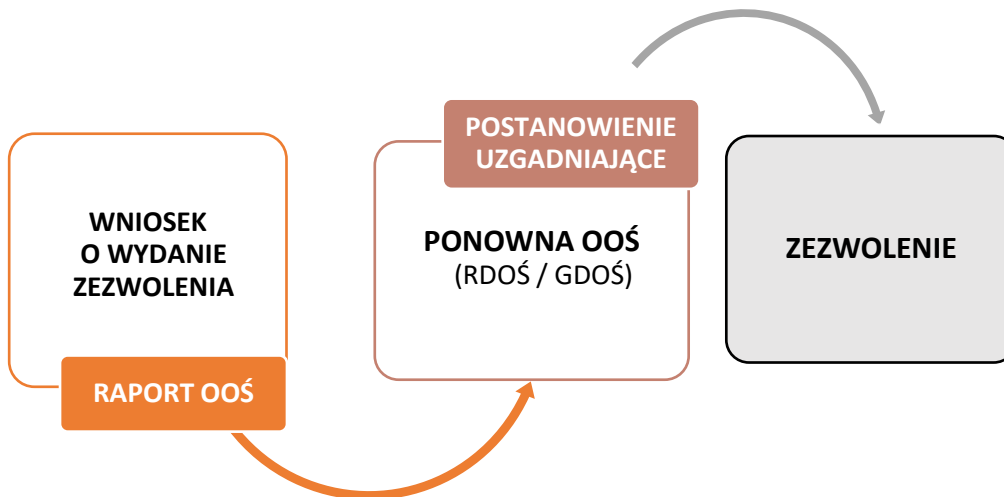 WNIOSEK
O WYDANIE
ZEZWOLENIA
RAPORT OOŚ
POSTANOWIENIE
UZGADNIAJĄCE
PONOWNA OOŚ
(RDOŚ / GDOŚ)
ZEZWOLENIE